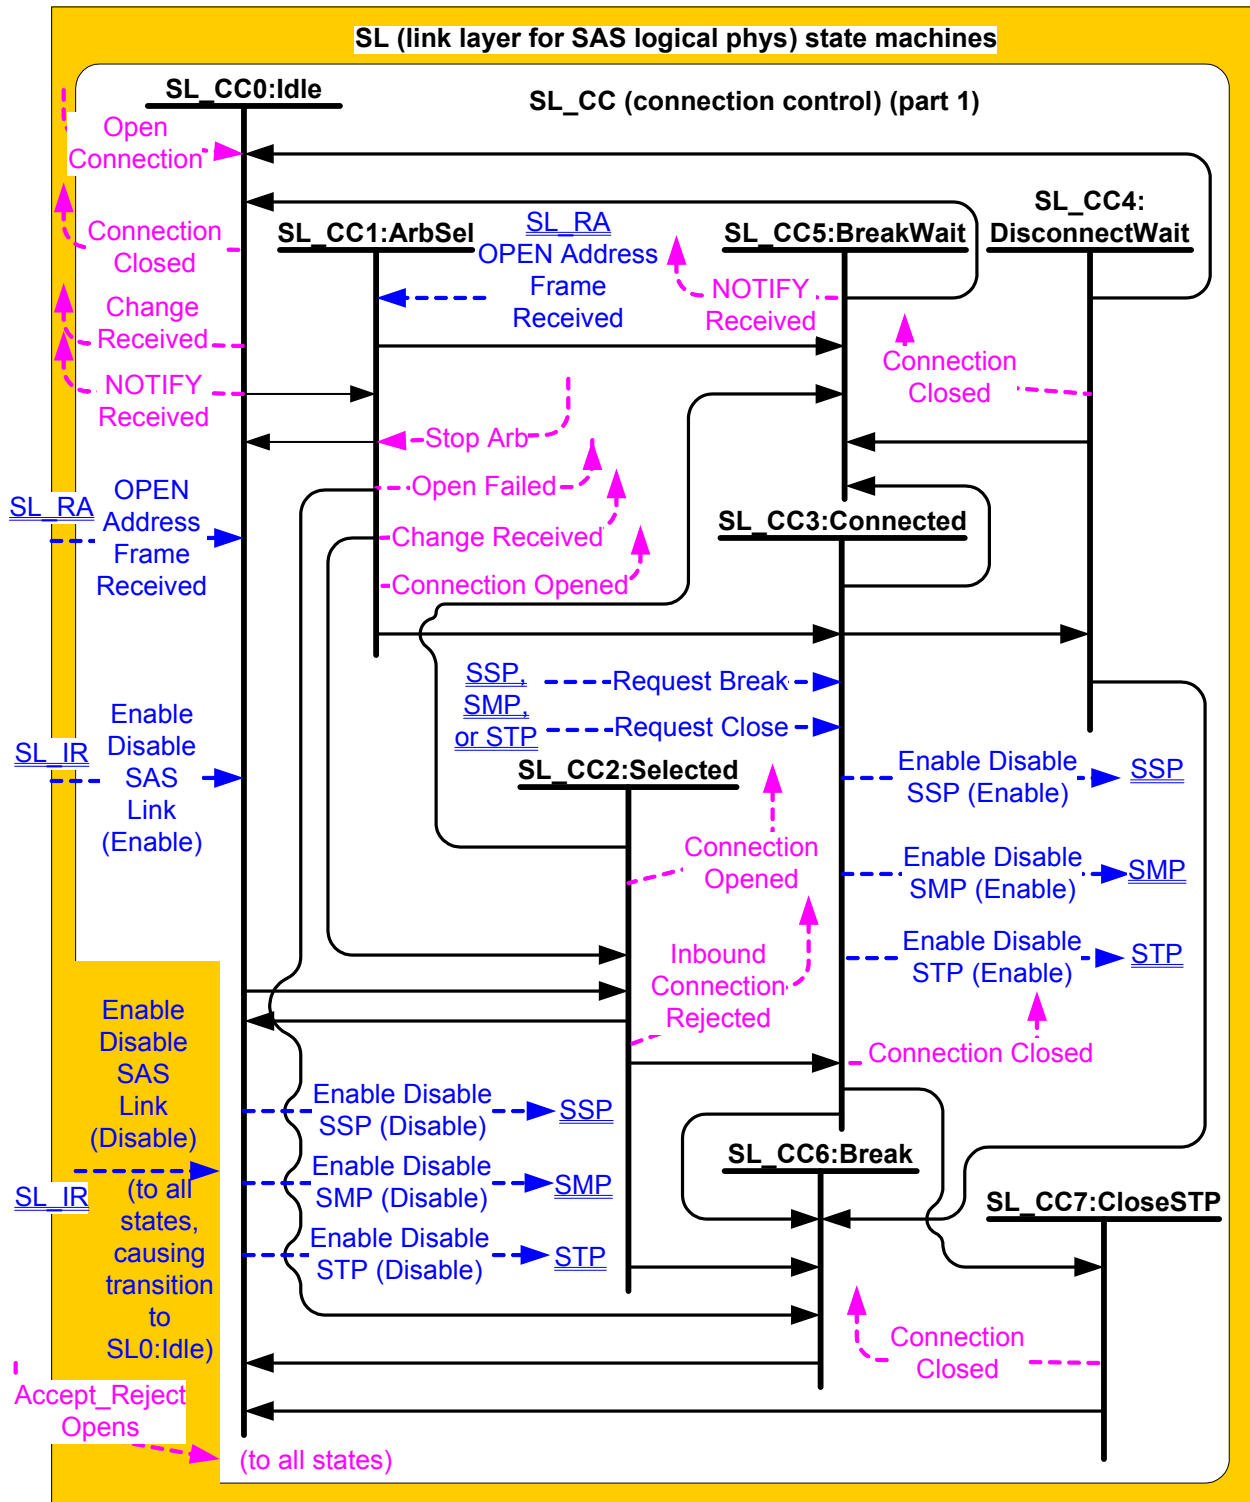 SL (link layer for SAS logical phys) state machines
SL_CC0:Idle
SL_CC (connection control) (part 1)
Open
Connection
Connection
Closed
Change
Received
NOTIFY
Received
SL_CC1:ArbSel
SL_RA
OPEN Address
Frame
Received
SL_CC5:BreakWait
NOTIFY
Received
SL_CC4:
DisconnectWait
Connection
Closed
Stop Arb
Open Failed
Change Received
Connection Opened
SL_RA
OPEN
Address
Frame
Received
SL_CC3:Connected
SSP,
SMP,
or STP
Request Break
Request Close
SL_IR
Enable
Disable
SAS
Link
(Enable)
SL_CC2:Selected
Enable Disable
SSP (Enable)
SSP
Connection
Opened
Enable Disable
SMP (Enable)
SMP
Inbound
Connection
Rejected
Enable Disable
STP (Enable)
STP
Connection Closed
Enable
Disable
SAS
Link
(Disable)
SL_IR
(to all
states,
causing
transition
to
SL0:Idle)
Enable Disable
SSP (Disable)
SSP
Enable Disable
SMP (Disable)
SMP
Enable Disable
STP (Disable)
STP
SL_CC6:Break
SL_CC7:CloseSTP
Connection
Closed
Accept_Reject
Opens
(to all states)